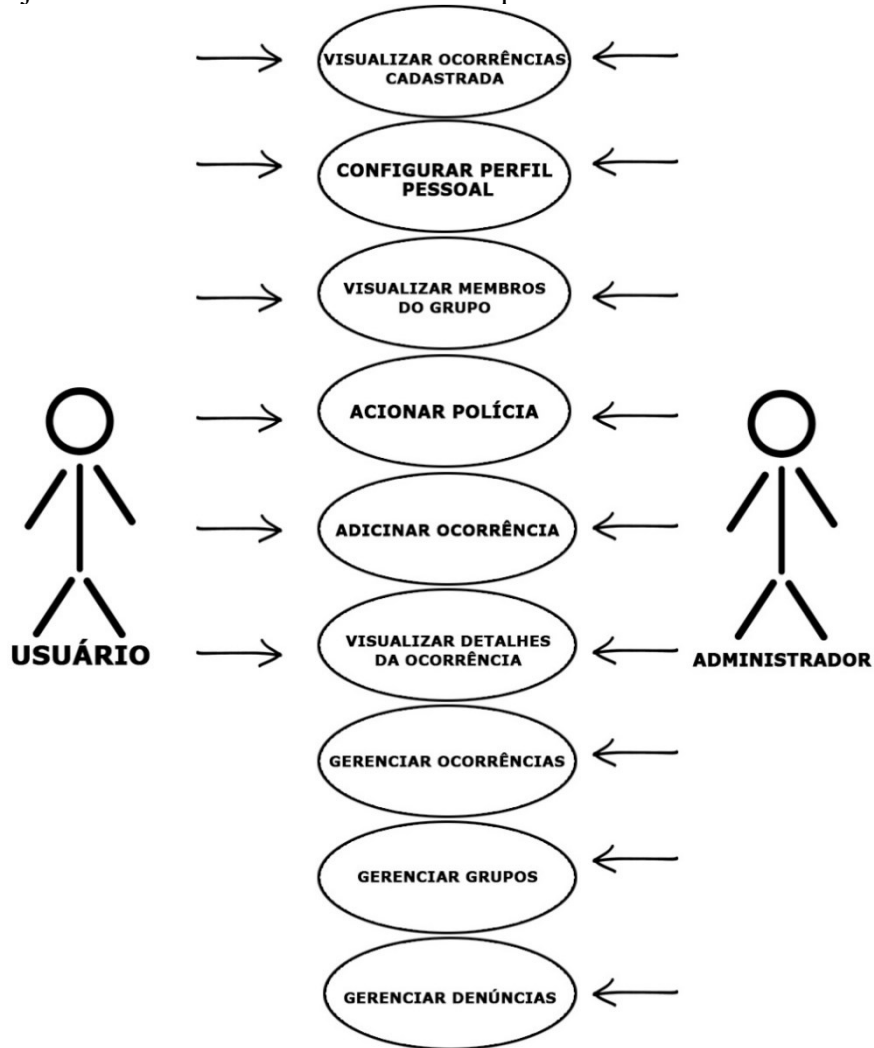 VISUALIZAR OCORRÊNCIAS
CADASTRADA
CONFIGURAR PERFIL
PESSOAL
VISUALIZAR MEMBROS
DO GRUPO
ACIONAR POLÍCIA
ADICINAR OCORRÊNCIA
VISUALIZAR DETALHES
DA OCORRÊNCIA
USUÁRIO
ADMINISTRADOR
GERENCIAR OCORRÊNCIAS
GERENCIAR GRUPOS
GERENCIAR DENÚNCIAS